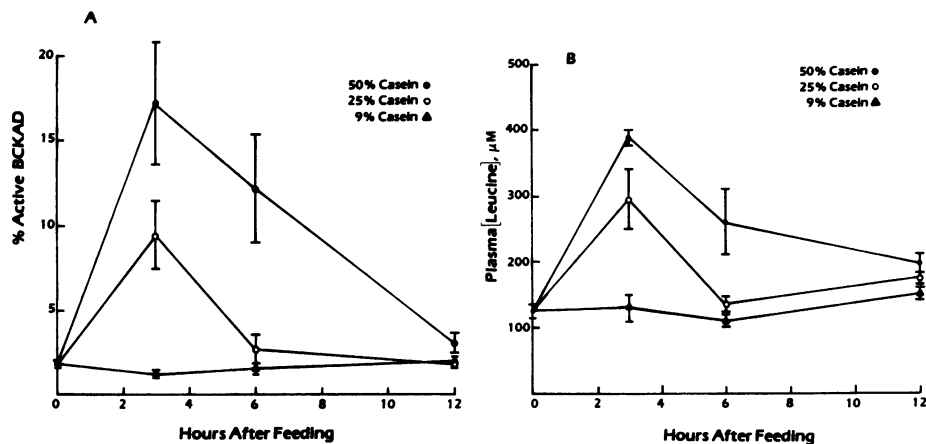 A
% Active BCKAD
20
15
10
5
0 2 4 6 8 10 12
Hours After Feeding
50% Casein ●
25% Casein ○
9% Casein ▲
B
Plasma[Leucine], µM
500
400
300
200
100
0 2 4 6 8 10 12
Hours After Feeding
50% Casein ●
25% Casein ○
9% Casein ▲